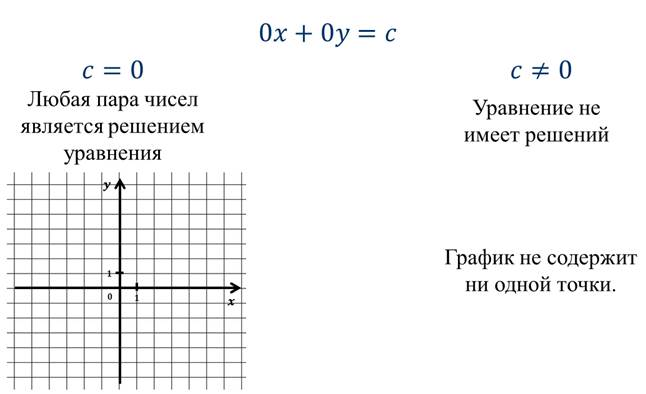 0x + 0y = c
c = 0
Любая пара чисел
является решением
уравнения
y
1
0
1
x
c ≠ 0
Уравнение не
имеет решений
График не содержит
ни одной точки.